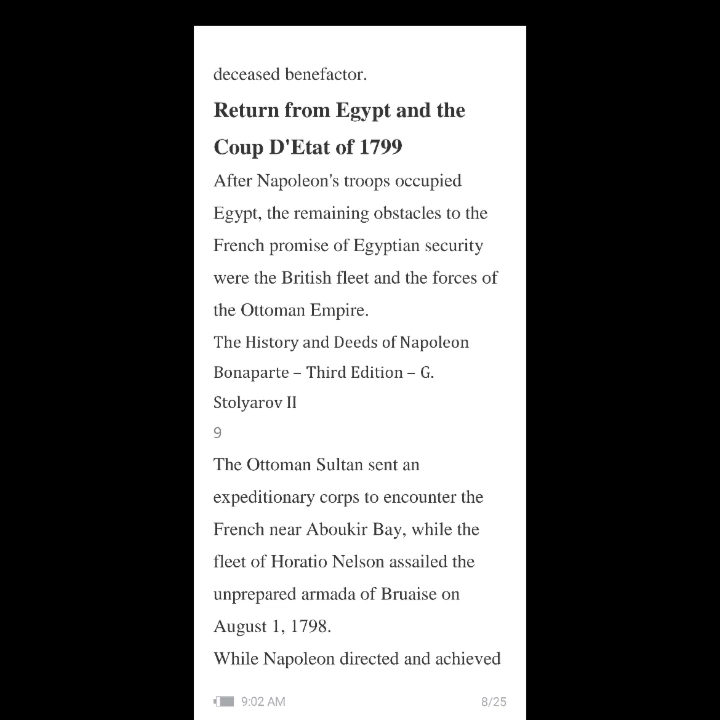 deceased benefactor.
Return from Egypt and the
Coup D'Etat of 1799
After Napoleon's troops occupied
Egypt, the remaining obstacles to the
French promise of Egyptian security
were the British fleet and the forces of
the Ottoman Empire.
The History and Deeds of Napoleon
Bonaparte – Third Edition – G.
Stolyarov II
9
The Ottoman Sultan sent an
expeditionary corps to encounter the
French near Aboukir Bay, while the
fleet of Horatio Nelson assailed the
unprepared armada of Bruaise on
August 1, 1798.
While Napoleon directed and achieved
9:02 AM 8/25